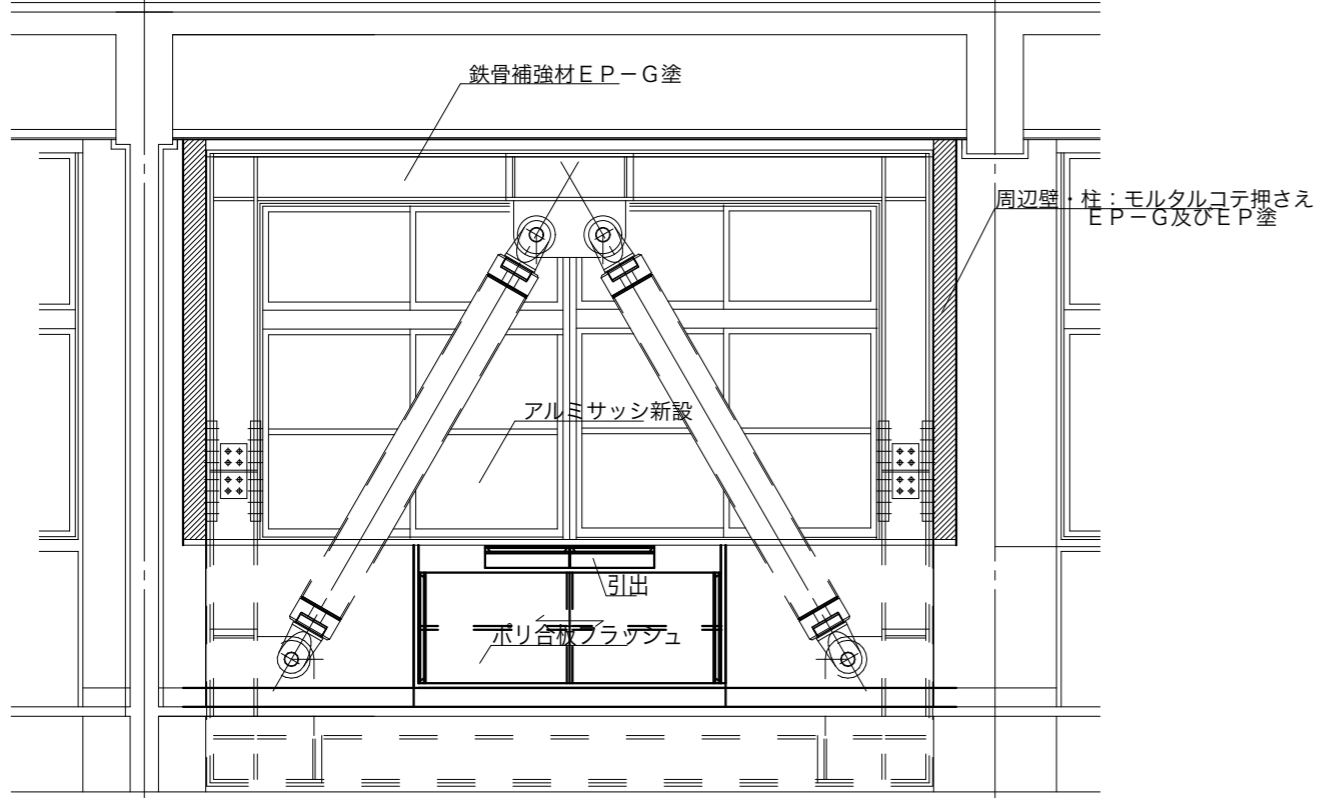 鉄骨補強材ＥＰ－Ｇ塗
周辺壁・柱：モルタルコテ押さえ
ＥＰ－Ｇ及びＥＰ塗
アルミサッシ新設
引出
ポリ合板フラッシュ